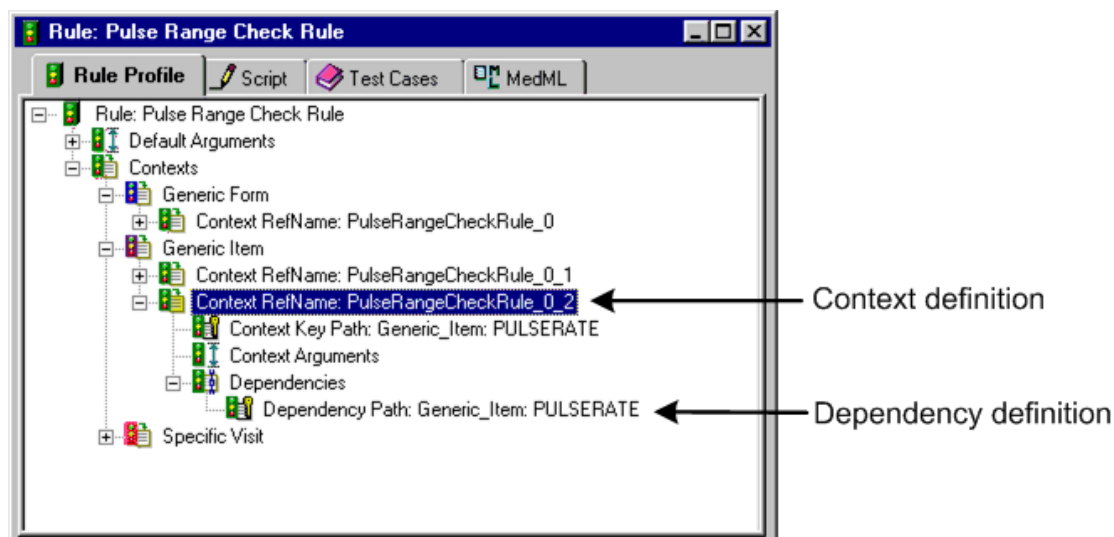 Rule: Pulse Range Check Rule
Rule Profile Script Test Cases MedML
Rule: Pulse Range Check Rule
Default Arguments
Contexts
Generic Form
Context RefName: PulseRangeCheckRule_0
Generic Item
Context RefName: PulseRangeCheckRule_0_1
Context RefName: PulseRangeCheckRule_0_2 Context definition
Context Key Path: Generic_Item: PULSERATE
Context Arguments
Dependencies
Dependency Path: Generic_Item: PULSERATE Dependency definition
Specific Visit